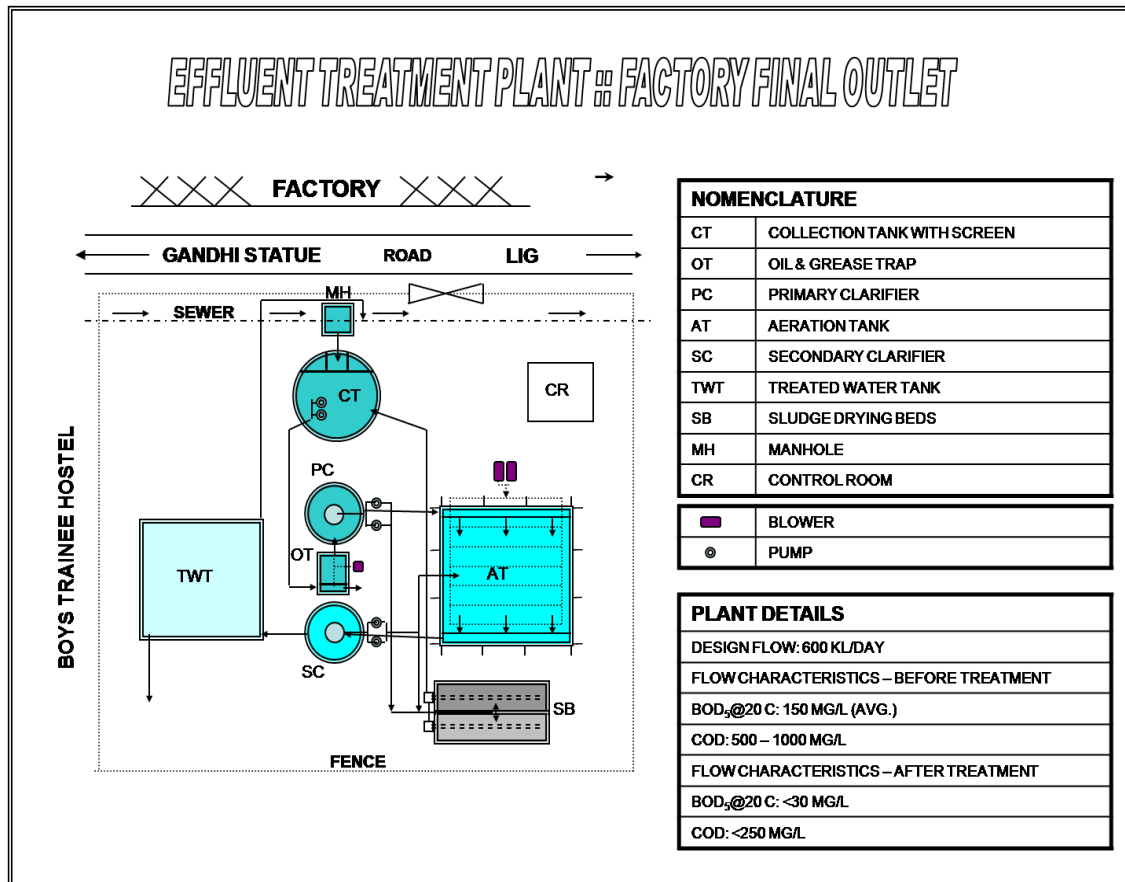 EFFLUENT TREATMENT PLANT :: FACTORY FINAL OUTLET
FACTORY
GANDHI STATUE ROAD LIG
MH
SEWER
CT
CR
PC
OT
TWT
AT
SC
SB
FENCE
BOYS TRAINEE HOSTEL
NOMENCLATURE
CT COLLECTION TANK WITH SCREEN
OT OIL & GREASE TRAP
PC PRIMARY CLARIFIER
AT AERATION TANK
SC SECONDARY CLARIFIER
TWT TREATED WATER TANK
SB SLUDGE DRYING BEDS
MH MANHOLE
CR CONTROL ROOM
BLOWER
PUMP
PLANT DETAILS
DESIGN FLOW: 600 KL/DAY
FLOW CHARACTERISTICS – BEFORE TREATMENT
BOD₅@20 C: 150 MG/L (AVG.)
COD: 500 – 1000 MG/L
FLOW CHARACTERISTICS – AFTER TREATMENT
BOD₅@20 C: <30 MG/L
COD: <250 MG/L